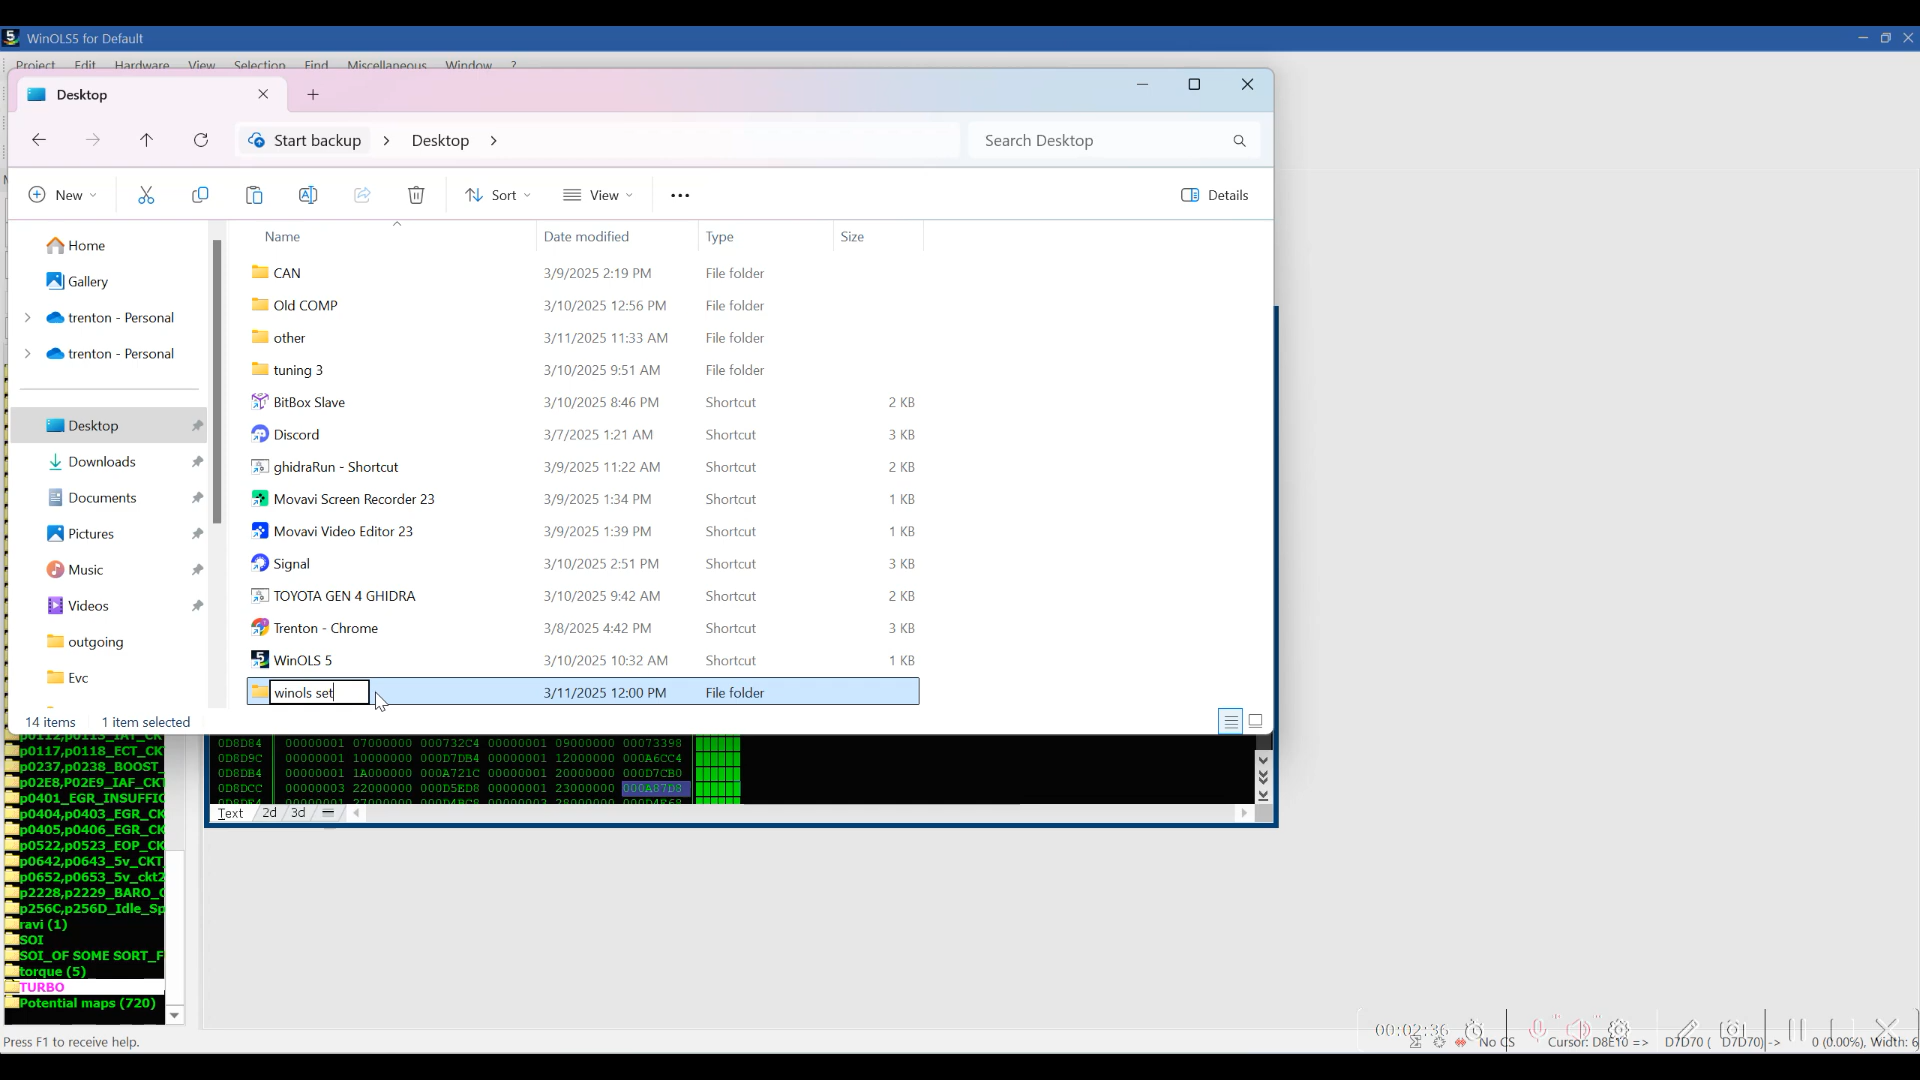 WinOLS5 for Default
Project Edit Hardware View Selection Find Miscellaneous Window ?
Desktop
Start backup > Desktop >
Search Desktop
New
Sort
View
Details
Home
Gallery
trenton - Personal
trenton - Personal
Desktop
Downloads
Documents
Pictures
Music
Videos
outgoing
Evc
Name Date modified Type Size
CAN 3/9/2025 2:19 PM File folder
Old COMP 3/10/2025 12:56 PM File folder
other 3/11/2025 11:33 AM File folder
tuning 3 3/10/2025 9:51 AM File folder
BitBox Slave 3/10/2025 8:46 PM Shortcut 2 KB
Discord 3/7/2025 1:21 AM Shortcut 3 KB
ghidraRun - Shortcut 3/9/2025 11:22 AM Shortcut 2 KB
Movavi Screen Recorder 23 3/9/2025 1:34 PM Shortcut 1 KB
Movavi Video Editor 23 3/9/2025 1:39 PM Shortcut 1 KB
Signal 3/10/2025 2:51 PM Shortcut 3 KB
TOYOTA GEN 4 GHIDRA 3/10/2025 9:42 AM Shortcut 2 KB
Trenton - Chrome 3/8/2025 4:42 PM Shortcut 3 KB
WinOLS 5 3/10/2025 10:32 AM Shortcut 1 KB
winols set 3/11/2025 12:00 PM File folder
14 items 1 item selected
p0117,p0118_ECT_CK
p0237,p0238_BOOST_
p02E8,P02E9_IAF_CK
p0401_EGR_INSUFFIC
p0404,p0403_EGR_CK
p0405,p0406_EGR_CK
p0522,p0523_EOP_CK
p0642,p0643_5v_CKT
p0652,p0653_5v_ckt2
p2228,p2229_BARO_
p256C,p256D_Idle_Sp
ravi (1)
SOI
SOI_OF SOME SORT_F
torque (5)
TURBO
Potential maps (720)
0D8D84 00000001 07000000 000732C4 00000001 09000000 00073398
0D8D9C 00000001 10000000 000D7DB4 00000001 12000000 000A6CC4
0D8DB4 00000001 1A000000 000A721C 00000001 20000000 000D7CB0
0D8DCC 00000003 22000000 000D5ED8 00000001 23000000 000A87D8
Text 2d 3d
00:02:36
Press F1 to receive help.
No CS Cursor: D8E10 => D7D70 ( D7D70) -> 0 (0.00%), Width: 6